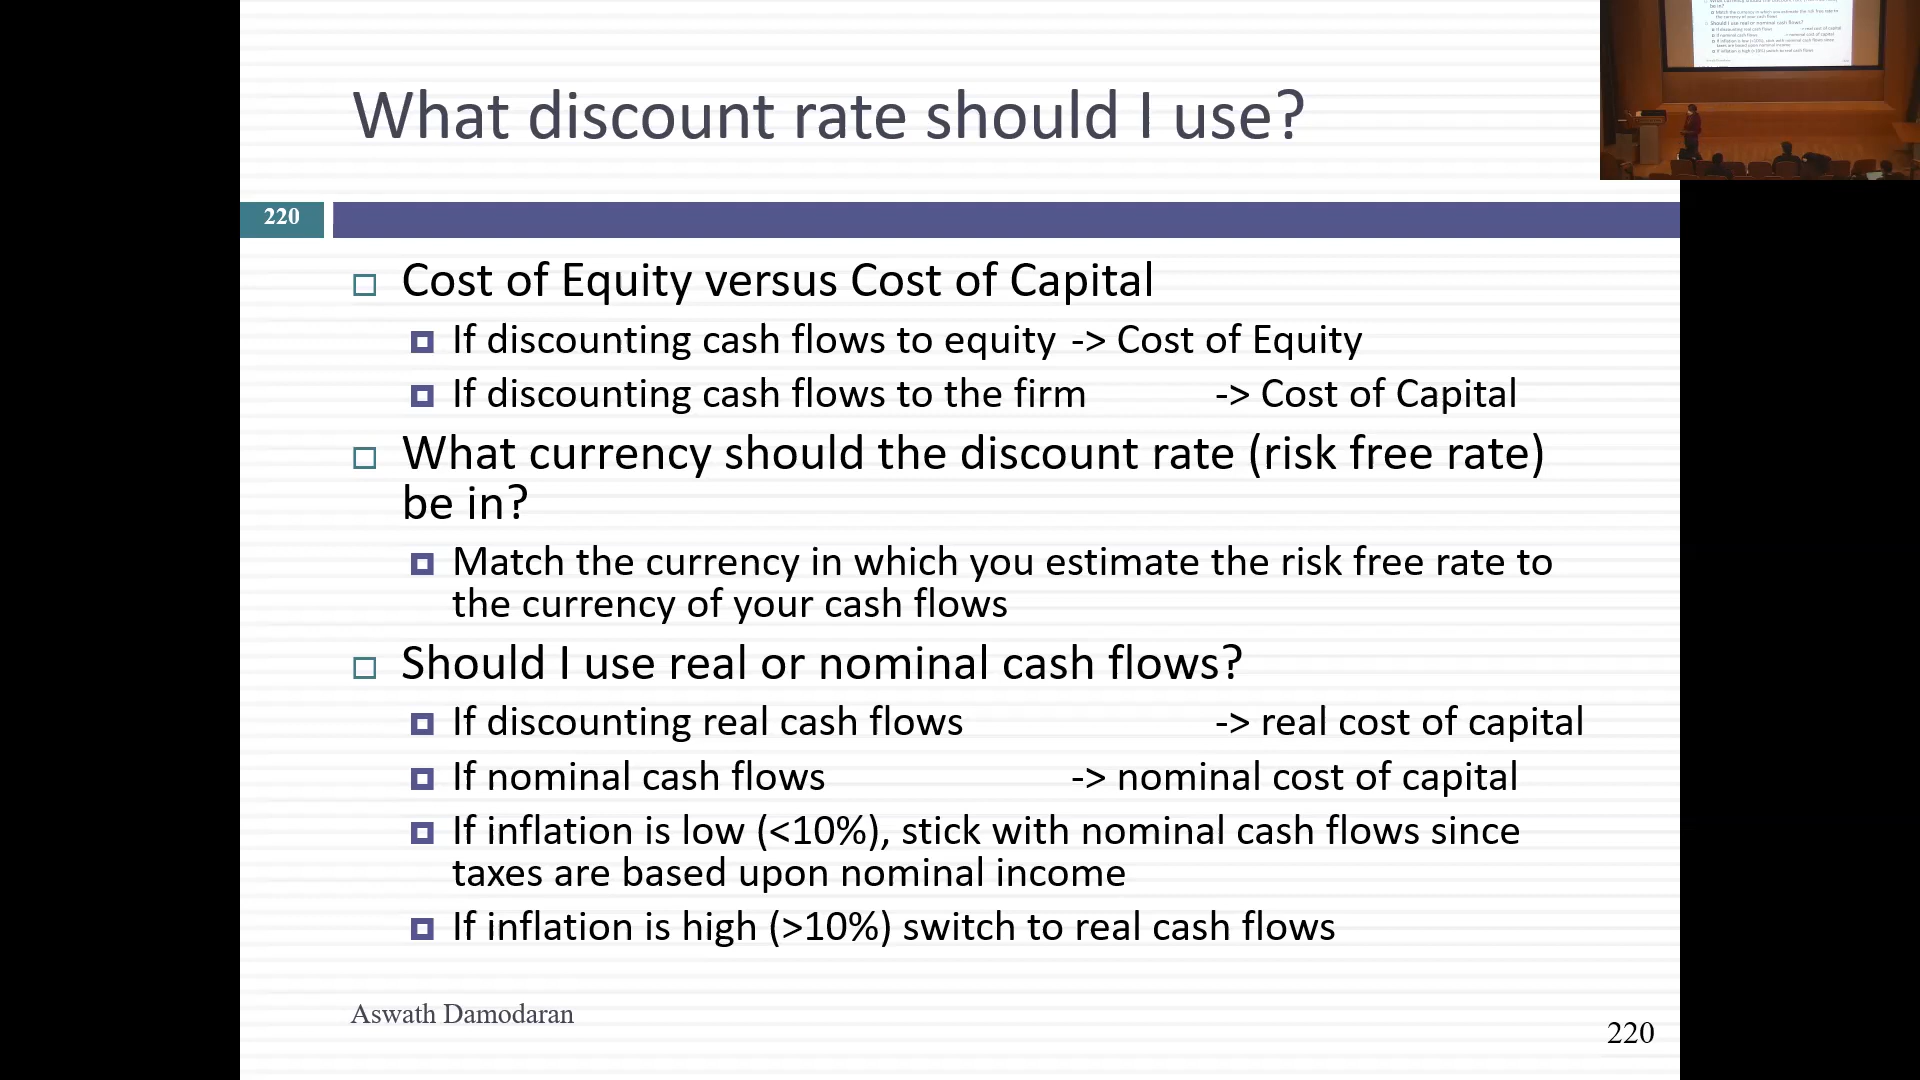 What discount rate should I use?
220
Cost of Equity versus Cost of Capital
If discounting cash flows to equity -> Cost of Equity
If discounting cash flows to the firm -> Cost of Capital
What currency should the discount rate (risk free rate)
be in?
Match the currency in which you estimate the risk free rate to
the currency of your cash flows
Should I use real or nominal cash flows?
If discounting real cash flows -> real cost of capital
If nominal cash flows -> nominal cost of capital
If inflation is low (<10%), stick with nominal cash flows since
taxes are based upon nominal income
If inflation is high (>10%) switch to real cash flows
Aswath Damodaran
220